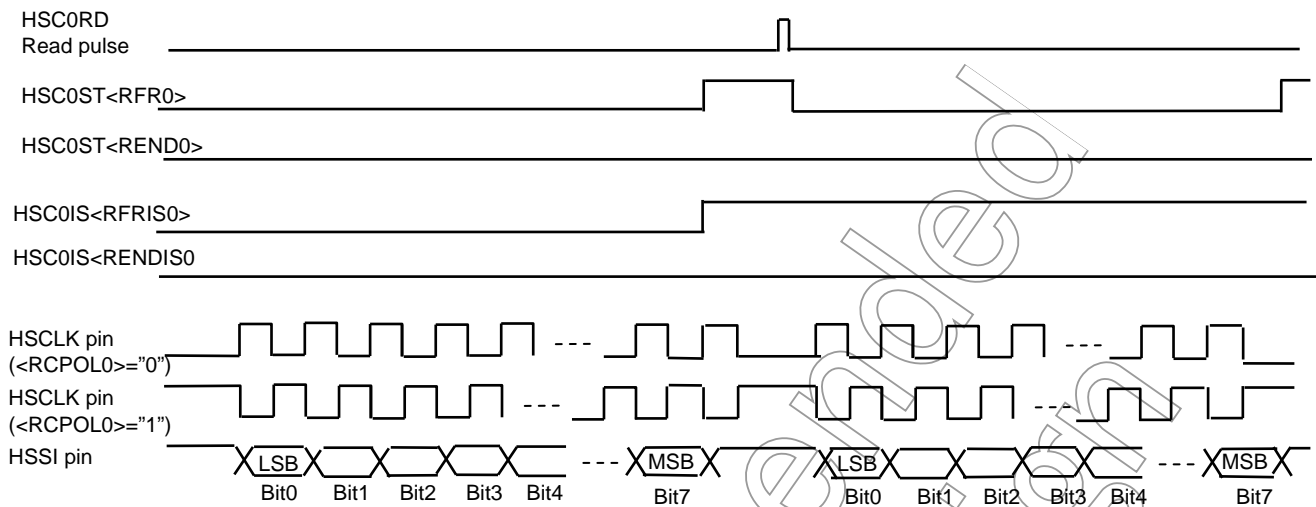 HSC0RD
Read pulse
HSC0ST<RFR0>
HSC0ST<REND0>
HSC0IS<RFRIS0>
HSC0IS<RENDIS0
HSCLK pin
(<RCPOL0>="0")
HSCLK pin
(<RCPOL0>="1")
HSSI pin
LSB MSB LSB MSB
Bit0 Bit1 Bit2 Bit3 Bit4 Bit7 Bit0 Bit1 Bit2 Bit3 Bit4 Bit7